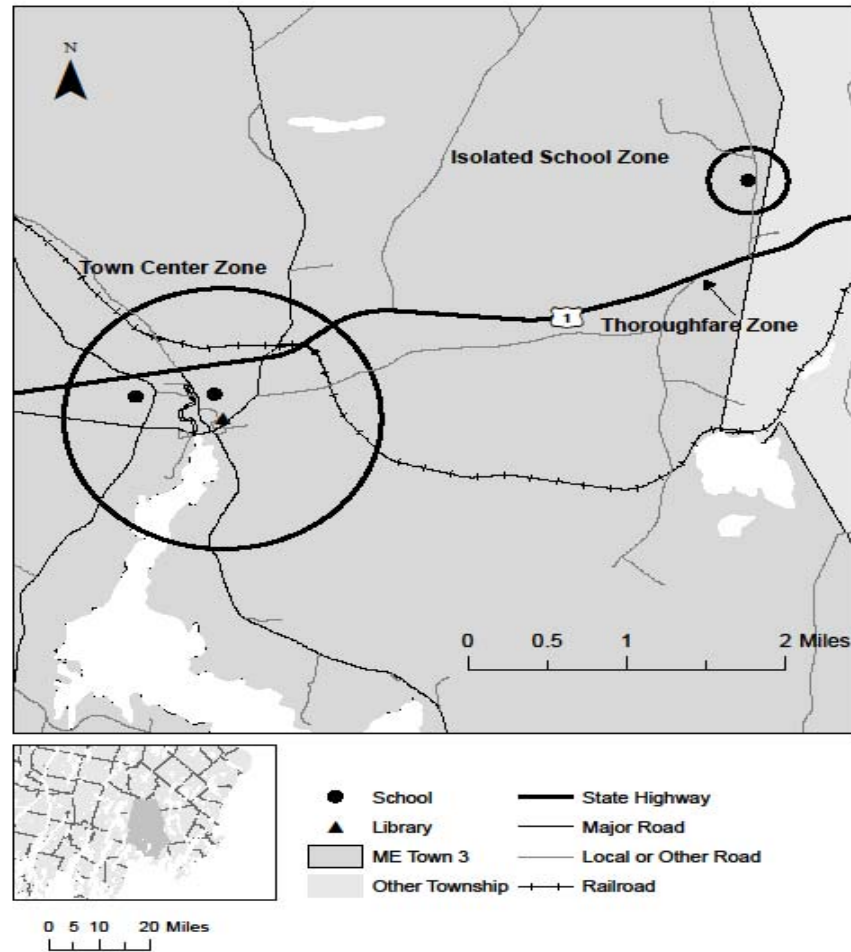 N
Isolated School Zone
Town Center Zone
1
Thoroughfare Zone
0 0.5 1 2 Miles
School
State Highway
Library
Major Road
ME Town 3
Local or Other Road
Other Township
Railroad
0 5 10 20 Miles